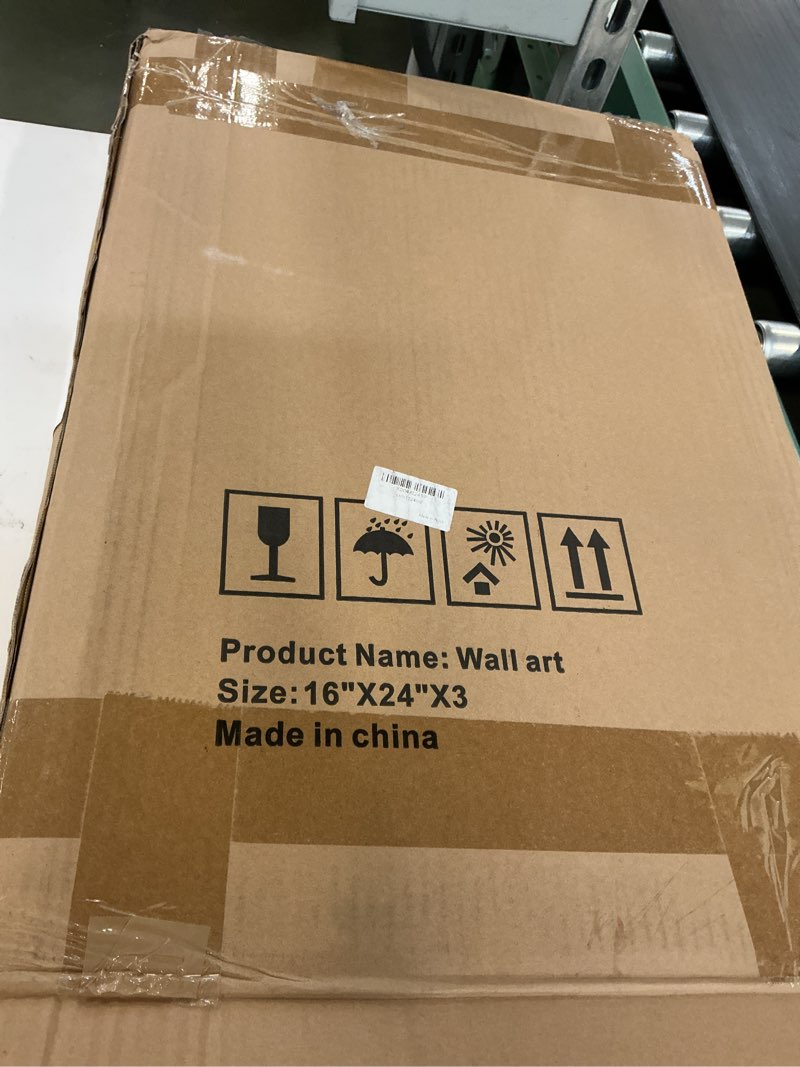 Product Name: Wall art
Size: 16"X24"X3
Made in china